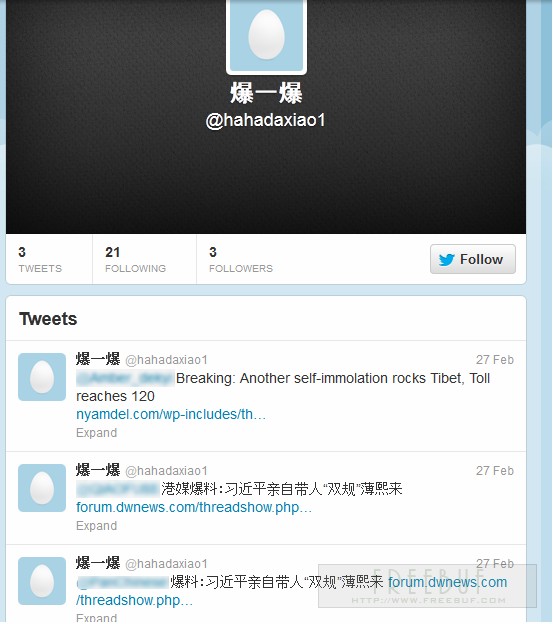 爆一爆
@hahadaxiao1
3
TWEETS
21
FOLLOWING
3
FOLLOWERS
Follow
Tweets
爆一爆 @hahadaxiao1 27 Feb
Breaking: Another self-immolation rocks Tibet, Toll
reaches 120
nyamdel.com/wp-includes/th…
Expand
爆一爆 @hahadaxiao1 27 Feb
港媒爆料:习近平亲自带人“双规”薄熙来
forum.dwnews.com/threadshow.php…
Expand
爆一爆 @hahadaxiao1 27 Feb
爆料:习近平亲自带人“双规”薄熙来 forum.dwnews.com
/threadshow.php…
Expand
FREEBUF
HTTP://WWW.FREEBUF.COM